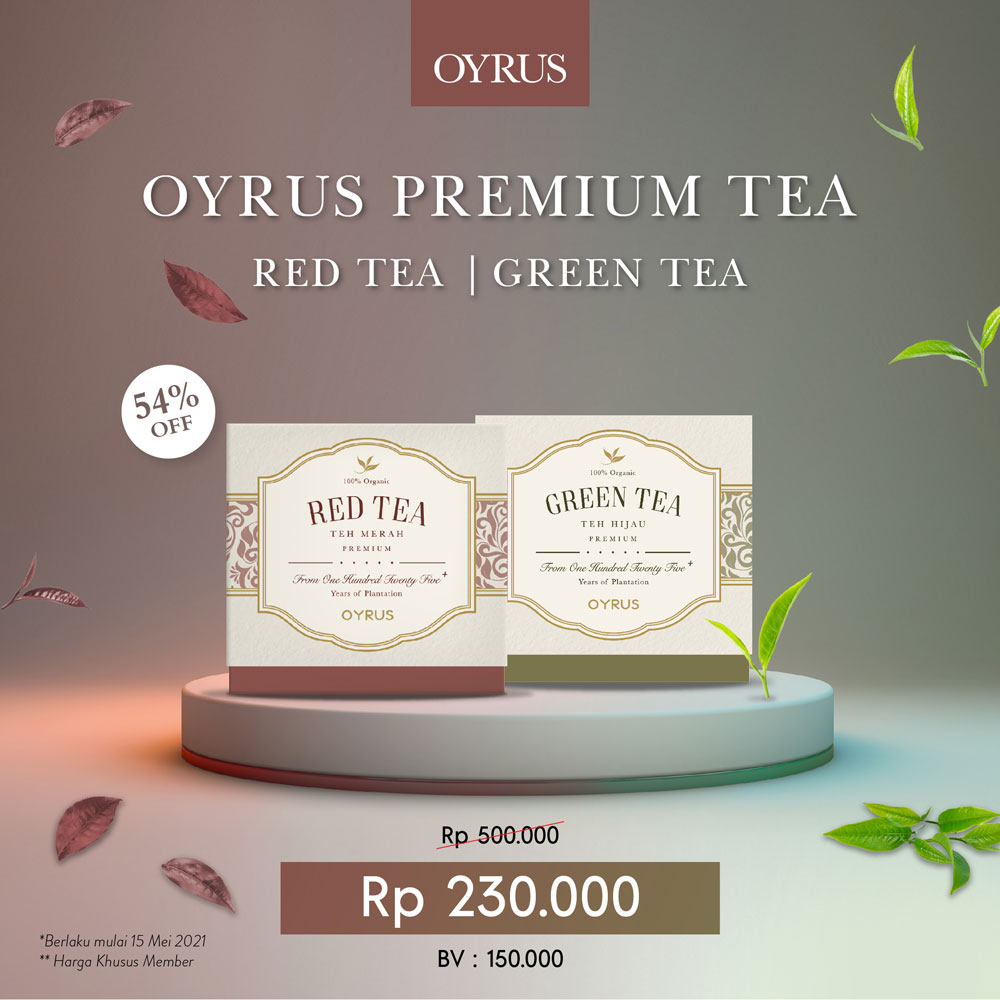 OYRUS
OYRUS PREMIUM TEA
RED TEA | GREEN TEA
54%
OFF
100% Organic
RED TEA
TEH MERAH
PREMIUM
From One Hundred Twenty Five+
Years of Plantation
OYRUS
100% Organic
GREEN TEA
TEH HIJAU
PREMIUM
From One Hundred Twenty Five+
Years of Plantation
OYRUS
Rp 500.000
Rp 230.000
BV : 150.000
*Berlaku mulai 15 Mei 2021
** Harga Khusus Member